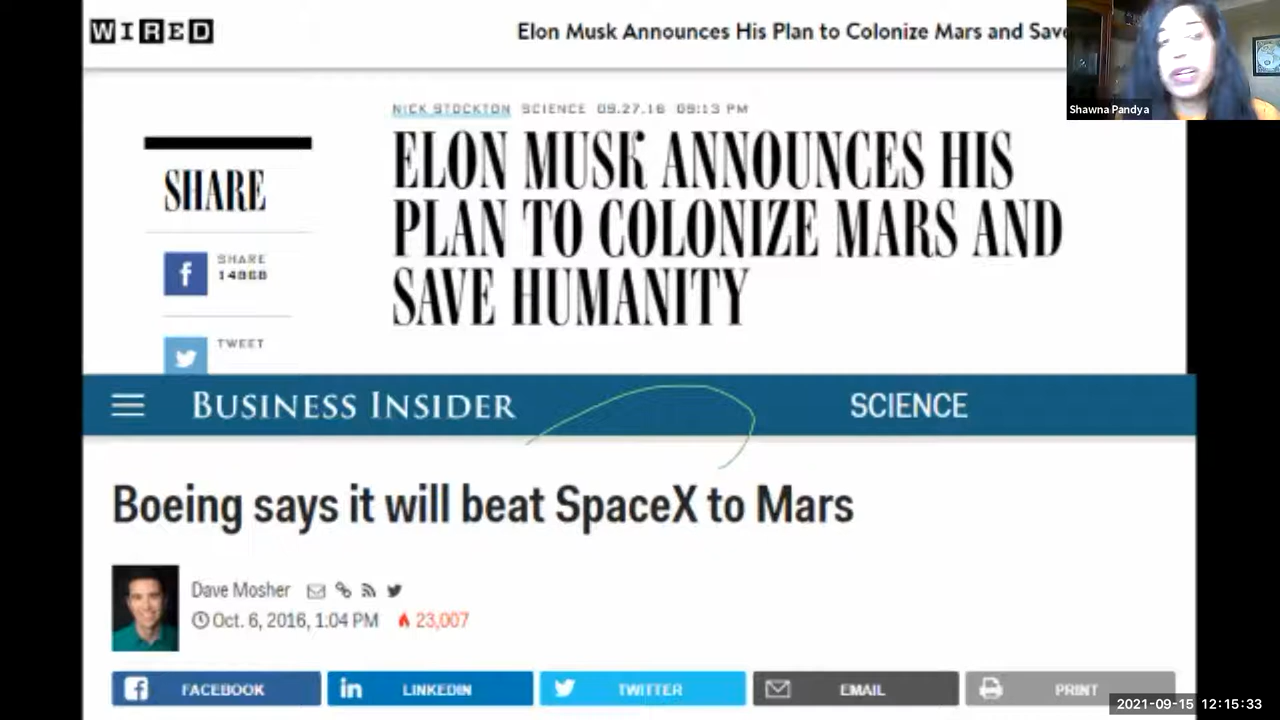 WIRED
Elon Musk Announces His Plan to Colonize Mars and Save
Shawna Pandya
NICK STOCKTON SCIENCE 09.27.16 09:13 PM
ELON MUSK ANNOUNCES HIS
PLAN TO COLONIZE MARS AND
SAVE HUMANITY
SHARE
SHARE
TWEET
BUSINESS INSIDER
SCIENCE
Boeing says it will beat SpaceX to Mars
Dave Mosher
Oct. 6, 2016, 1:04 PM 23,007
FACEBOOK
LINKEDIN
TWITTER
EMAIL
PRINT
2021-09-15 12:15:33